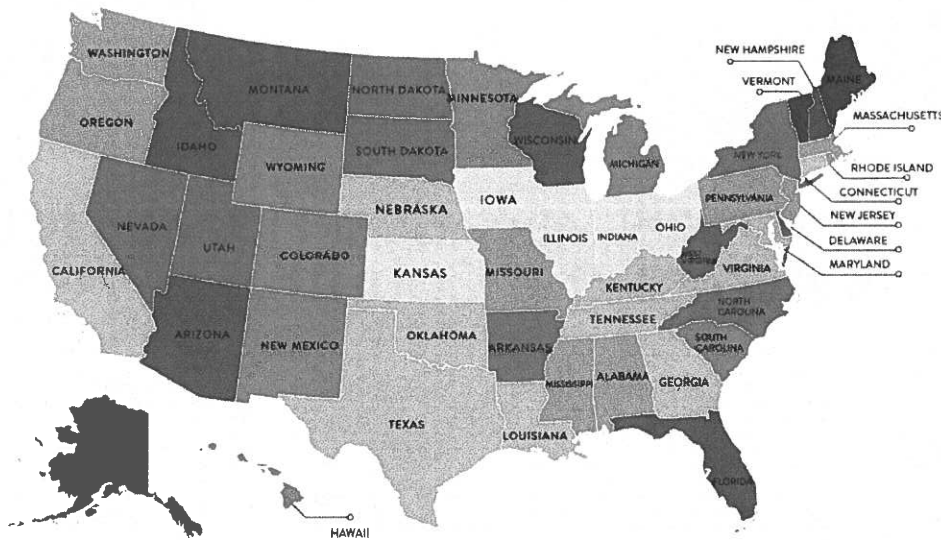 WASHINGTON
OREGON
CALIFORNIA
NEVADA
IDAHO
MONTANA
WYOMING
UTAH
ARIZONA
COLORADO
NEW MEXICO
NORTH DAKOTA
SOUTH DAKOTA
NEBRASKA
KANSAS
OKLAHOMA
TEXAS
MINNESOTA
IOWA
MISSOURI
ARKANSAS
LOUISIANA
WISCONSIN
ILLINOIS
INDIANA
MICHIGAN
OHIO
KENTUCKY
TENNESSEE
MISSISSIPPI
ALABAMA
GEORGIA
FLORIDA
SOUTH
CAROLINA
NORTH
CAROLINA
VIRGINIA
WEST
VIRGINIA
PENNSYLVANIA
NEW YORK
MAINE
NEW HAMPSHIRE
VERMONT
MASSACHUSETTS
RHODE ISLAND
CONNECTICUT
NEW JERSEY
DELAWARE
MARYLAND
HAWAII